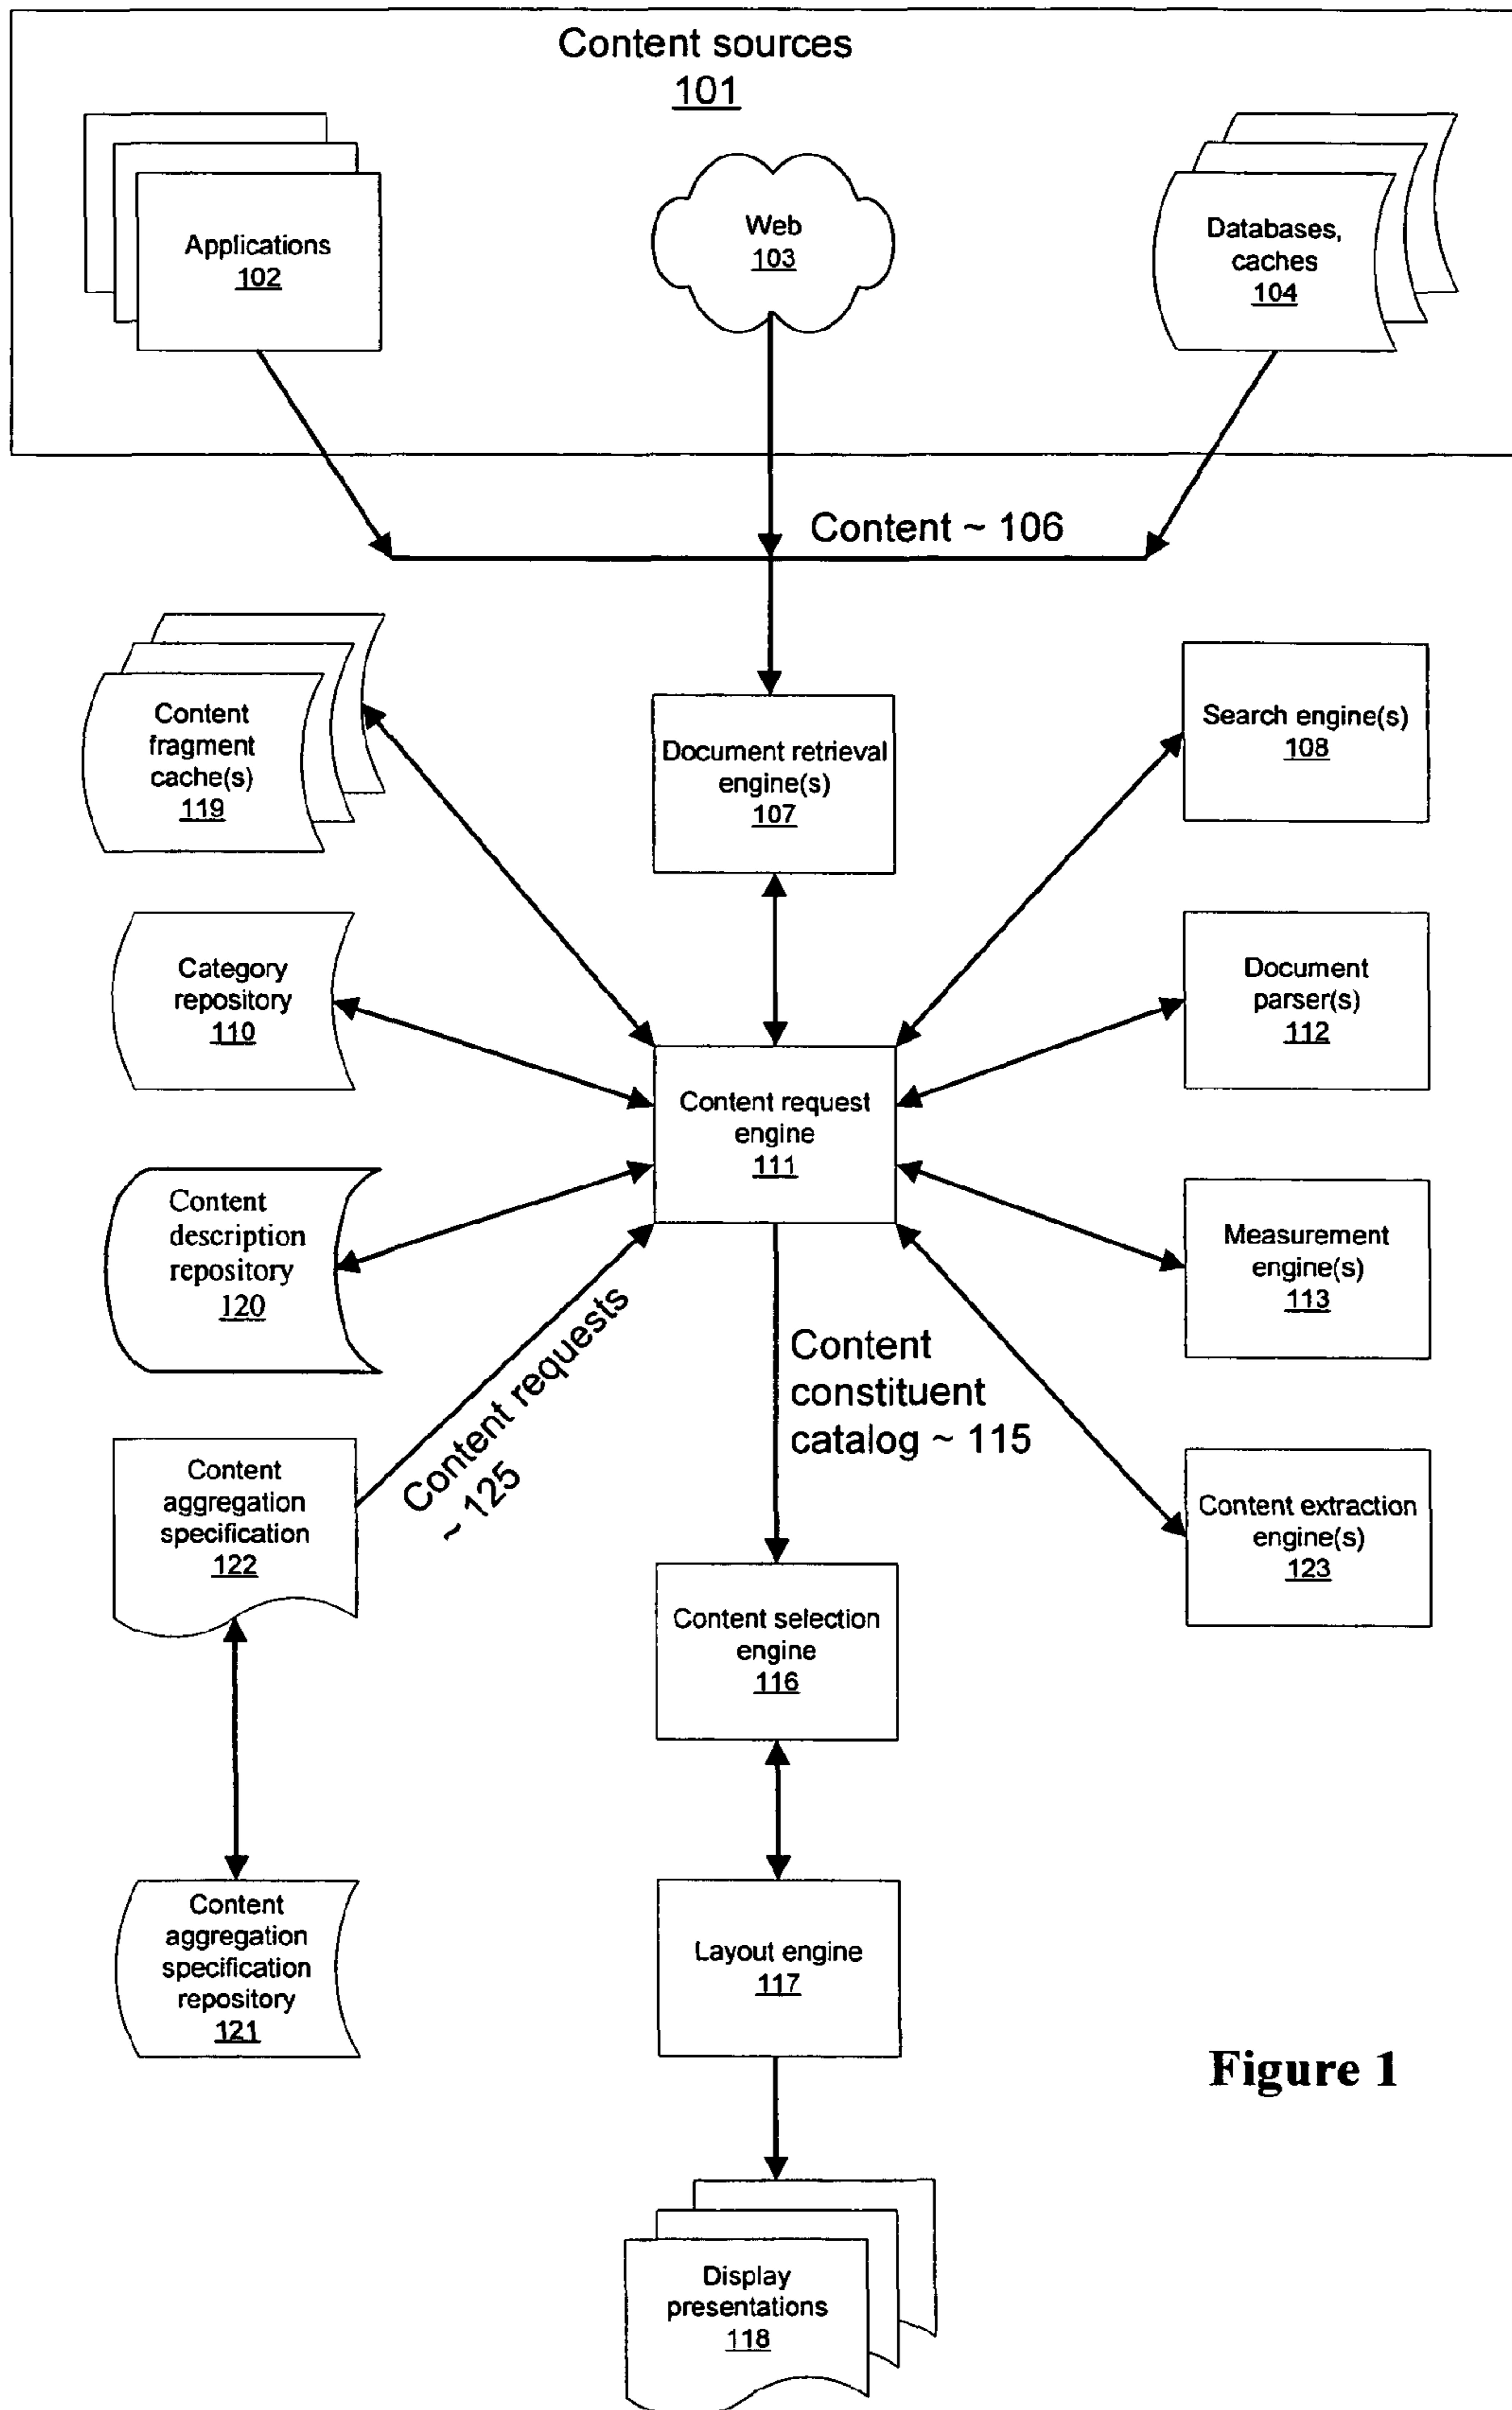 Content sources
101
Applications
102
Web
103
Databases,
caches
104
Content ~ 106
Content
fragment
cache(s)
119
Document retrieval
engine(s)
107
Search engine(s)
108
Category
repository
110
Document
parser(s)
112
Content request
engine
111
Content
description
repository
120
Measurement
engine(s)
113
Content requests
~ 125
Content
constituent
catalog ~ 115
Content
aggregation
specification
122
Content extraction
engine(s)
123
Content selection
engine
116
Content
aggregation
specification
repository
121
Layout engine
117
Figure 1
Display
presentations
118